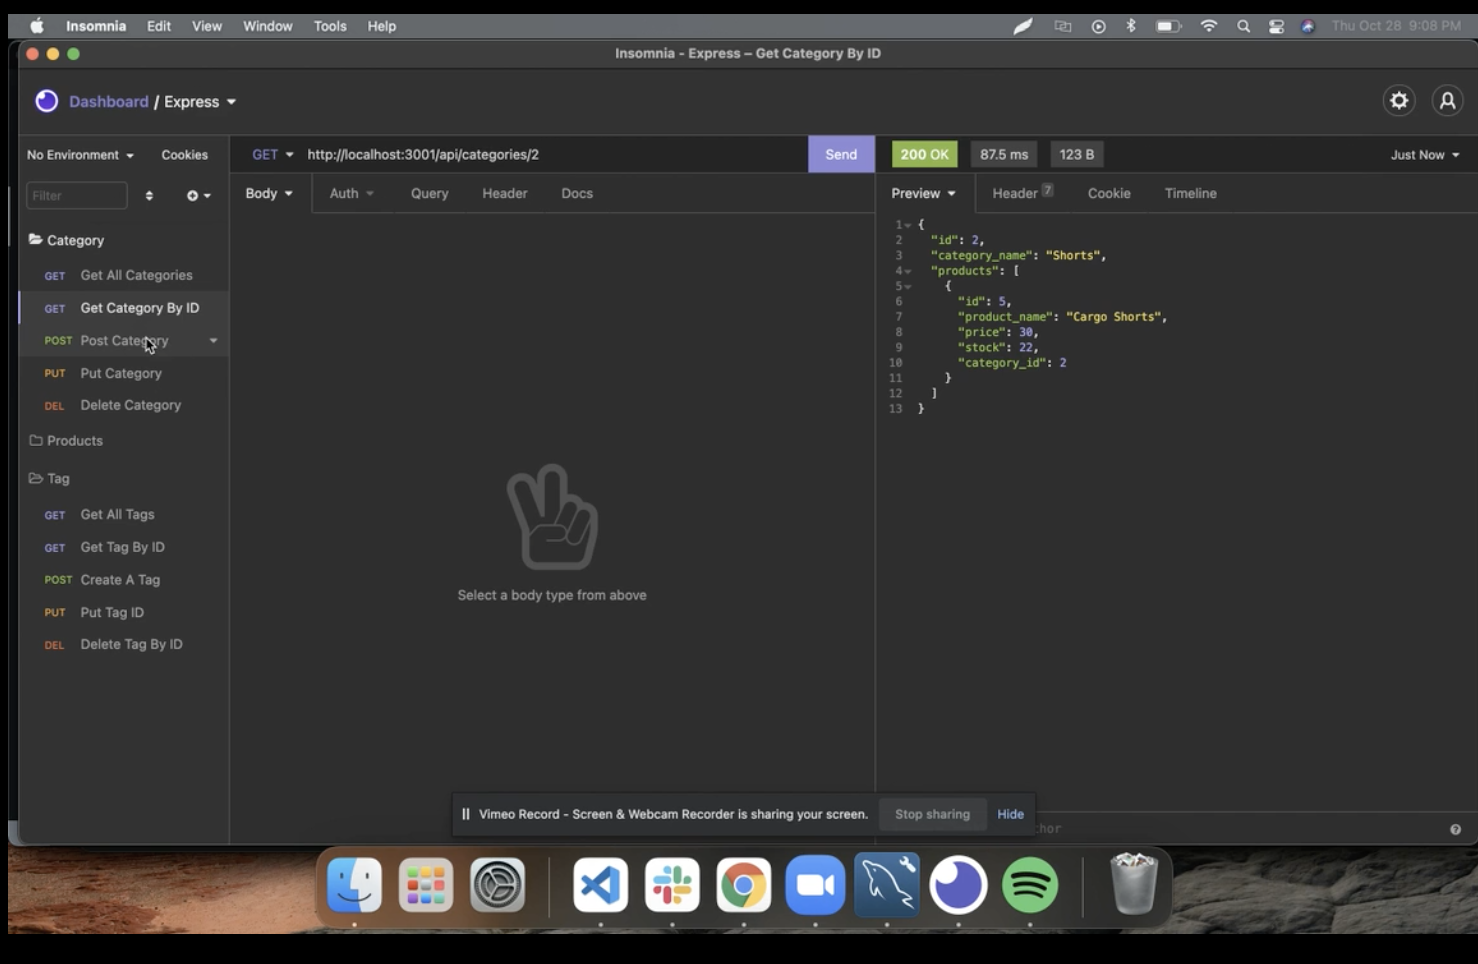 Insomnia Edit View Window Tools Help Thu Oct 28 9:08 PM
Insomnia - Express – Get Category By ID
Dashboard / Express
No Environment Cookies
GET http://localhost:3001/api/categories/2 Send
200 OK 87.5 ms 123 B Just Now
Filter
Body Auth Query Header Docs
Preview Header 7 Cookie Timeline
Category
GET Get All Categories
GET Get Category By ID
POST Post Category
PUT Put Category
DEL Delete Category
Products
Tag
GET Get All Tags
GET Get Tag By ID
POST Create A Tag
PUT Put Tag ID
DEL Delete Tag By ID
Select a body type from above
1 {
2 "id": 2,
3 "category_name": "Shorts",
4 "products": [
5 {
6 "id": 5,
7 "product_name": "Cargo Shorts",
8 "price": 30,
9 "stock": 22,
10 "category_id": 2
11 }
12 ]
13 }
Vimeo Record - Screen & Webcam Recorder is sharing your screen. Stop sharing Hide